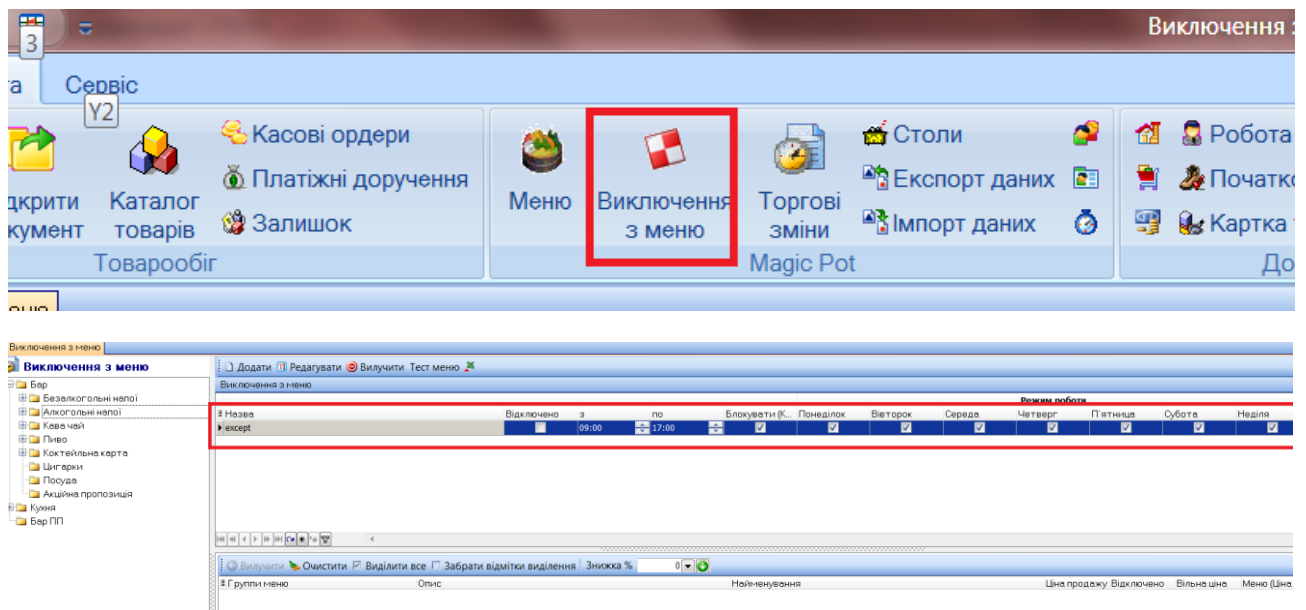 Виключення з
3
Сервіс
Y2
Касові ордери
Платіжні доручення
Залишок
Каталог товарів
Товарообіг
Меню
Виключення з меню
Торгові зміни
Столи
Експорт даних
Імпорт даних
Magic Pot
Робота
Картка
Виключення з меню
Виключення з меню
Додати Редагувати Вилучити Тест меню
Виключення з меню
Бар
Безалкогольні напої
Алкогольні напої
Кава чай
Пиво
Коктейльна карта
Цигарки
Посуда
Акційна пропозиція
Кухня
Бар ПП
Режим роботи
Назва Відключено з по Блокувати (К... Понеділок Вівторок Середа Четверг П'ятниця Субота Неділя
except 09:00 17:00
Вилучити Очистити Виділити все Забрати відмітки виділення Знижка % 0
Группи меню Опис Найменування Ціна продажу Відключено Вільна ціна Меню (Ціна